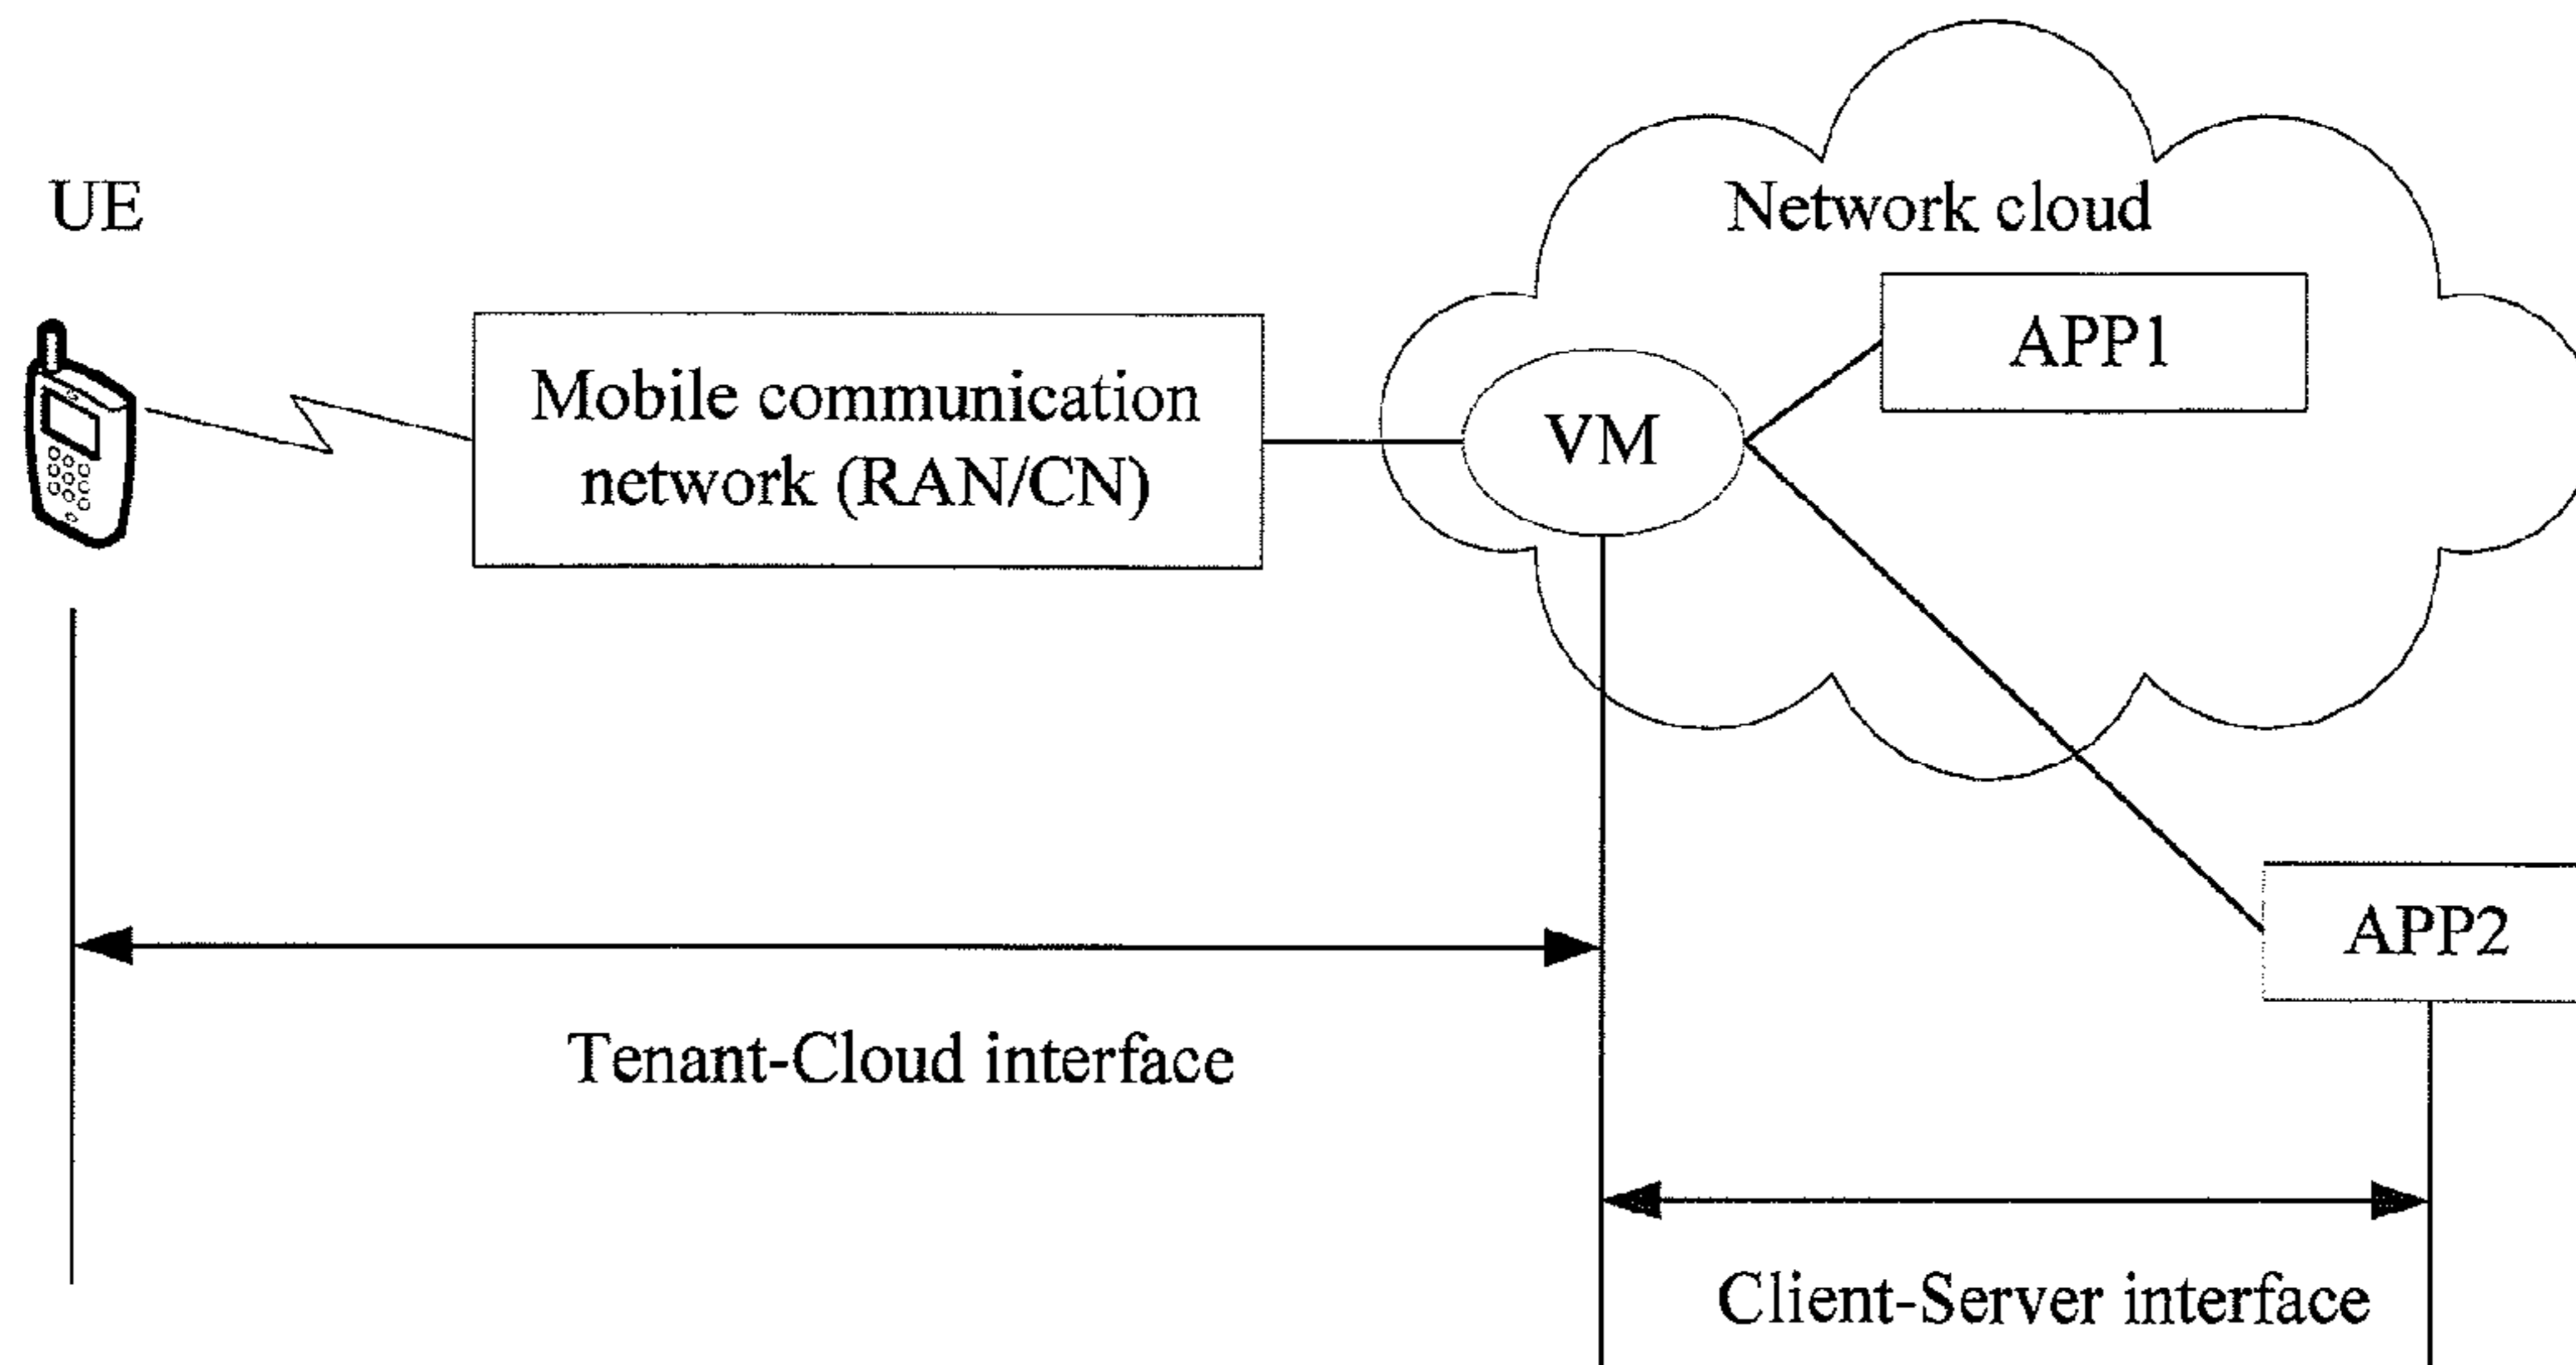 UE
Network cloud
APP1
Mobile communication
network (RAN/CN)
VM
APP2
Tenant-Cloud interface
Client-Server interface